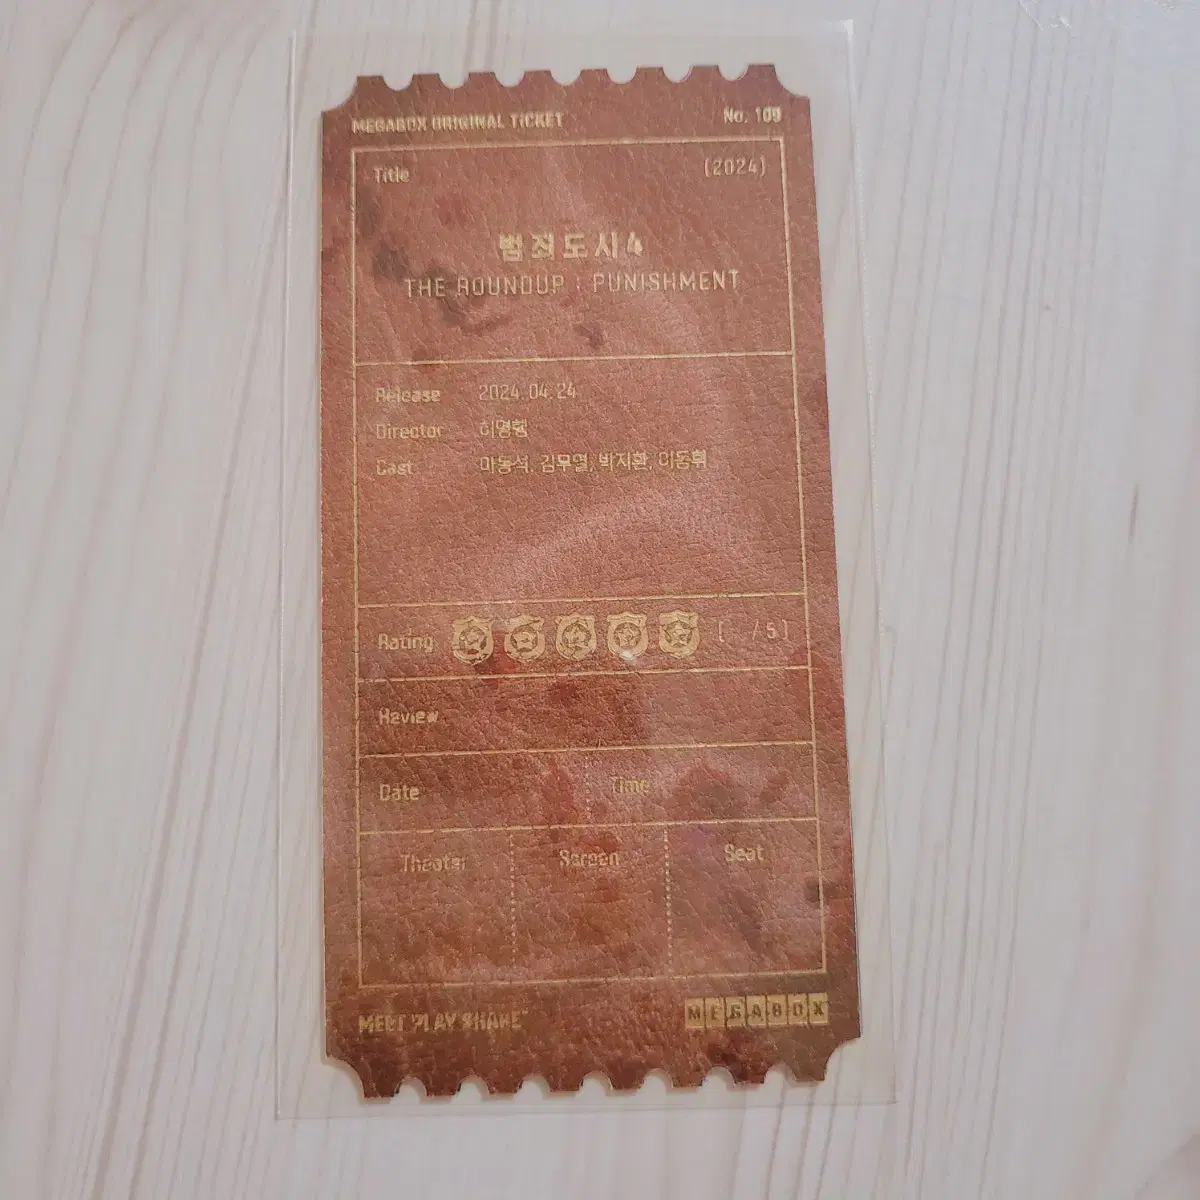 MEGABOX ORIGINAL TICKET No. 109
Title (2024)
범죄도시4
THE ROUNDUP : PUNISHMENT
Release 2024.04.24
Director 허명행
Cast 마동석, 김무열, 박지환, 이동휘
Rating [ /5]
Review
Date Time
Theater Screen Seat
MEET PLAY SHARE MEGABOX